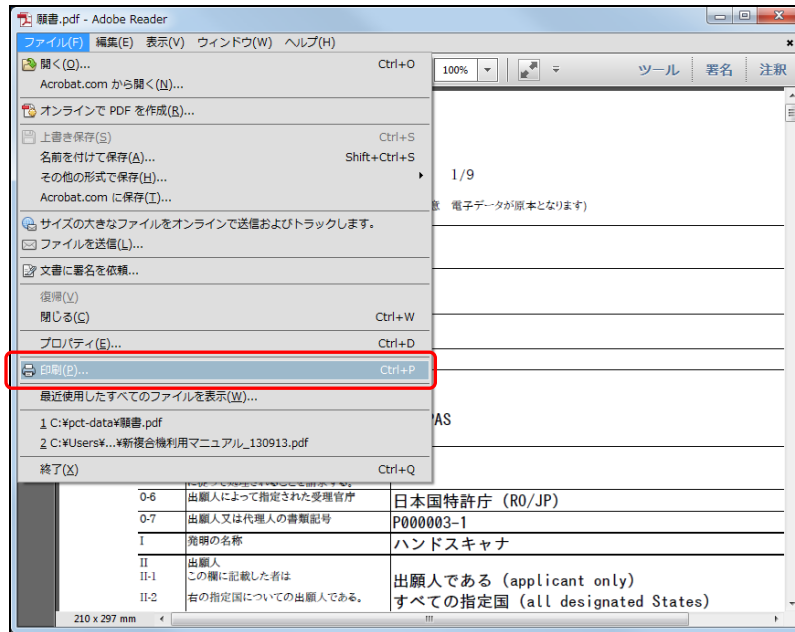 願書.pdf - Adobe Reader
ファイル(F) 編集(E) 表示(V) ウィンドウ(W) ヘルプ(H)
100% ツール 署名 注釈
開く(O)... Ctrl+O
Acrobat.com から開く(N)...
オンラインで PDF を作成(R)...
上書き保存(S) Ctrl+S
名前を付けて保存(A)... Shift+Ctrl+S
その他の形式で保存(H)...
Acrobat.com に保存(T)...
サイズの大きなファイルをオンラインで送信およびトラックします。
ファイルを送信(L)...
文書に署名を依頼...
復帰(V)
閉じる(C) Ctrl+W
プロパティ(E)... Ctrl+D
印刷(P)... Ctrl+P
最近使用したすべてのファイルを表示(W)...
1 C:¥pct-data¥願書.pdf
2 C:¥Users¥...¥新複合機利用マニュアル_130913.pdf
終了(X) Ctrl+Q
1/9
電子データが原本となります)
PAS
0-6 出願人によって指定された受理官庁 日本国特許庁 (RO/JP)
0-7 出願人又は代理人の書類記号 P000003-1
I 発明の名称 ハンドスキャナ
II 出願人
II-1 この欄に記載した者は 出願人である (applicant only)
II-2 右の指定国についての出願人である。 すべての指定国 (all designated States)
210 x 297 mm